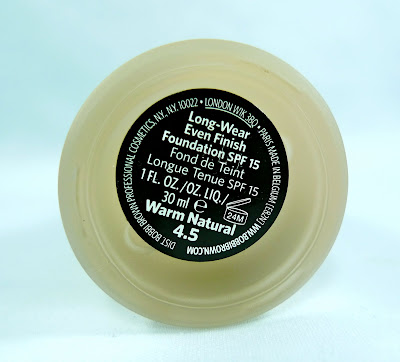 DIST. BOBBI BROWN PROFESSIONAL COSMETICS, N.Y., N.Y. 10022 • LONDON W1K 3BQ • PARIS MADE IN BELGIUM WWW.BOBBIBROWN.COM
Long-Wear
Even Finish
Foundation SPF 15
Fond de Teint
Longue Tenue SPF 15
1 FL. OZ./OZ. LIQ./
30 ml ℮
24M
Warm Natural
4.5